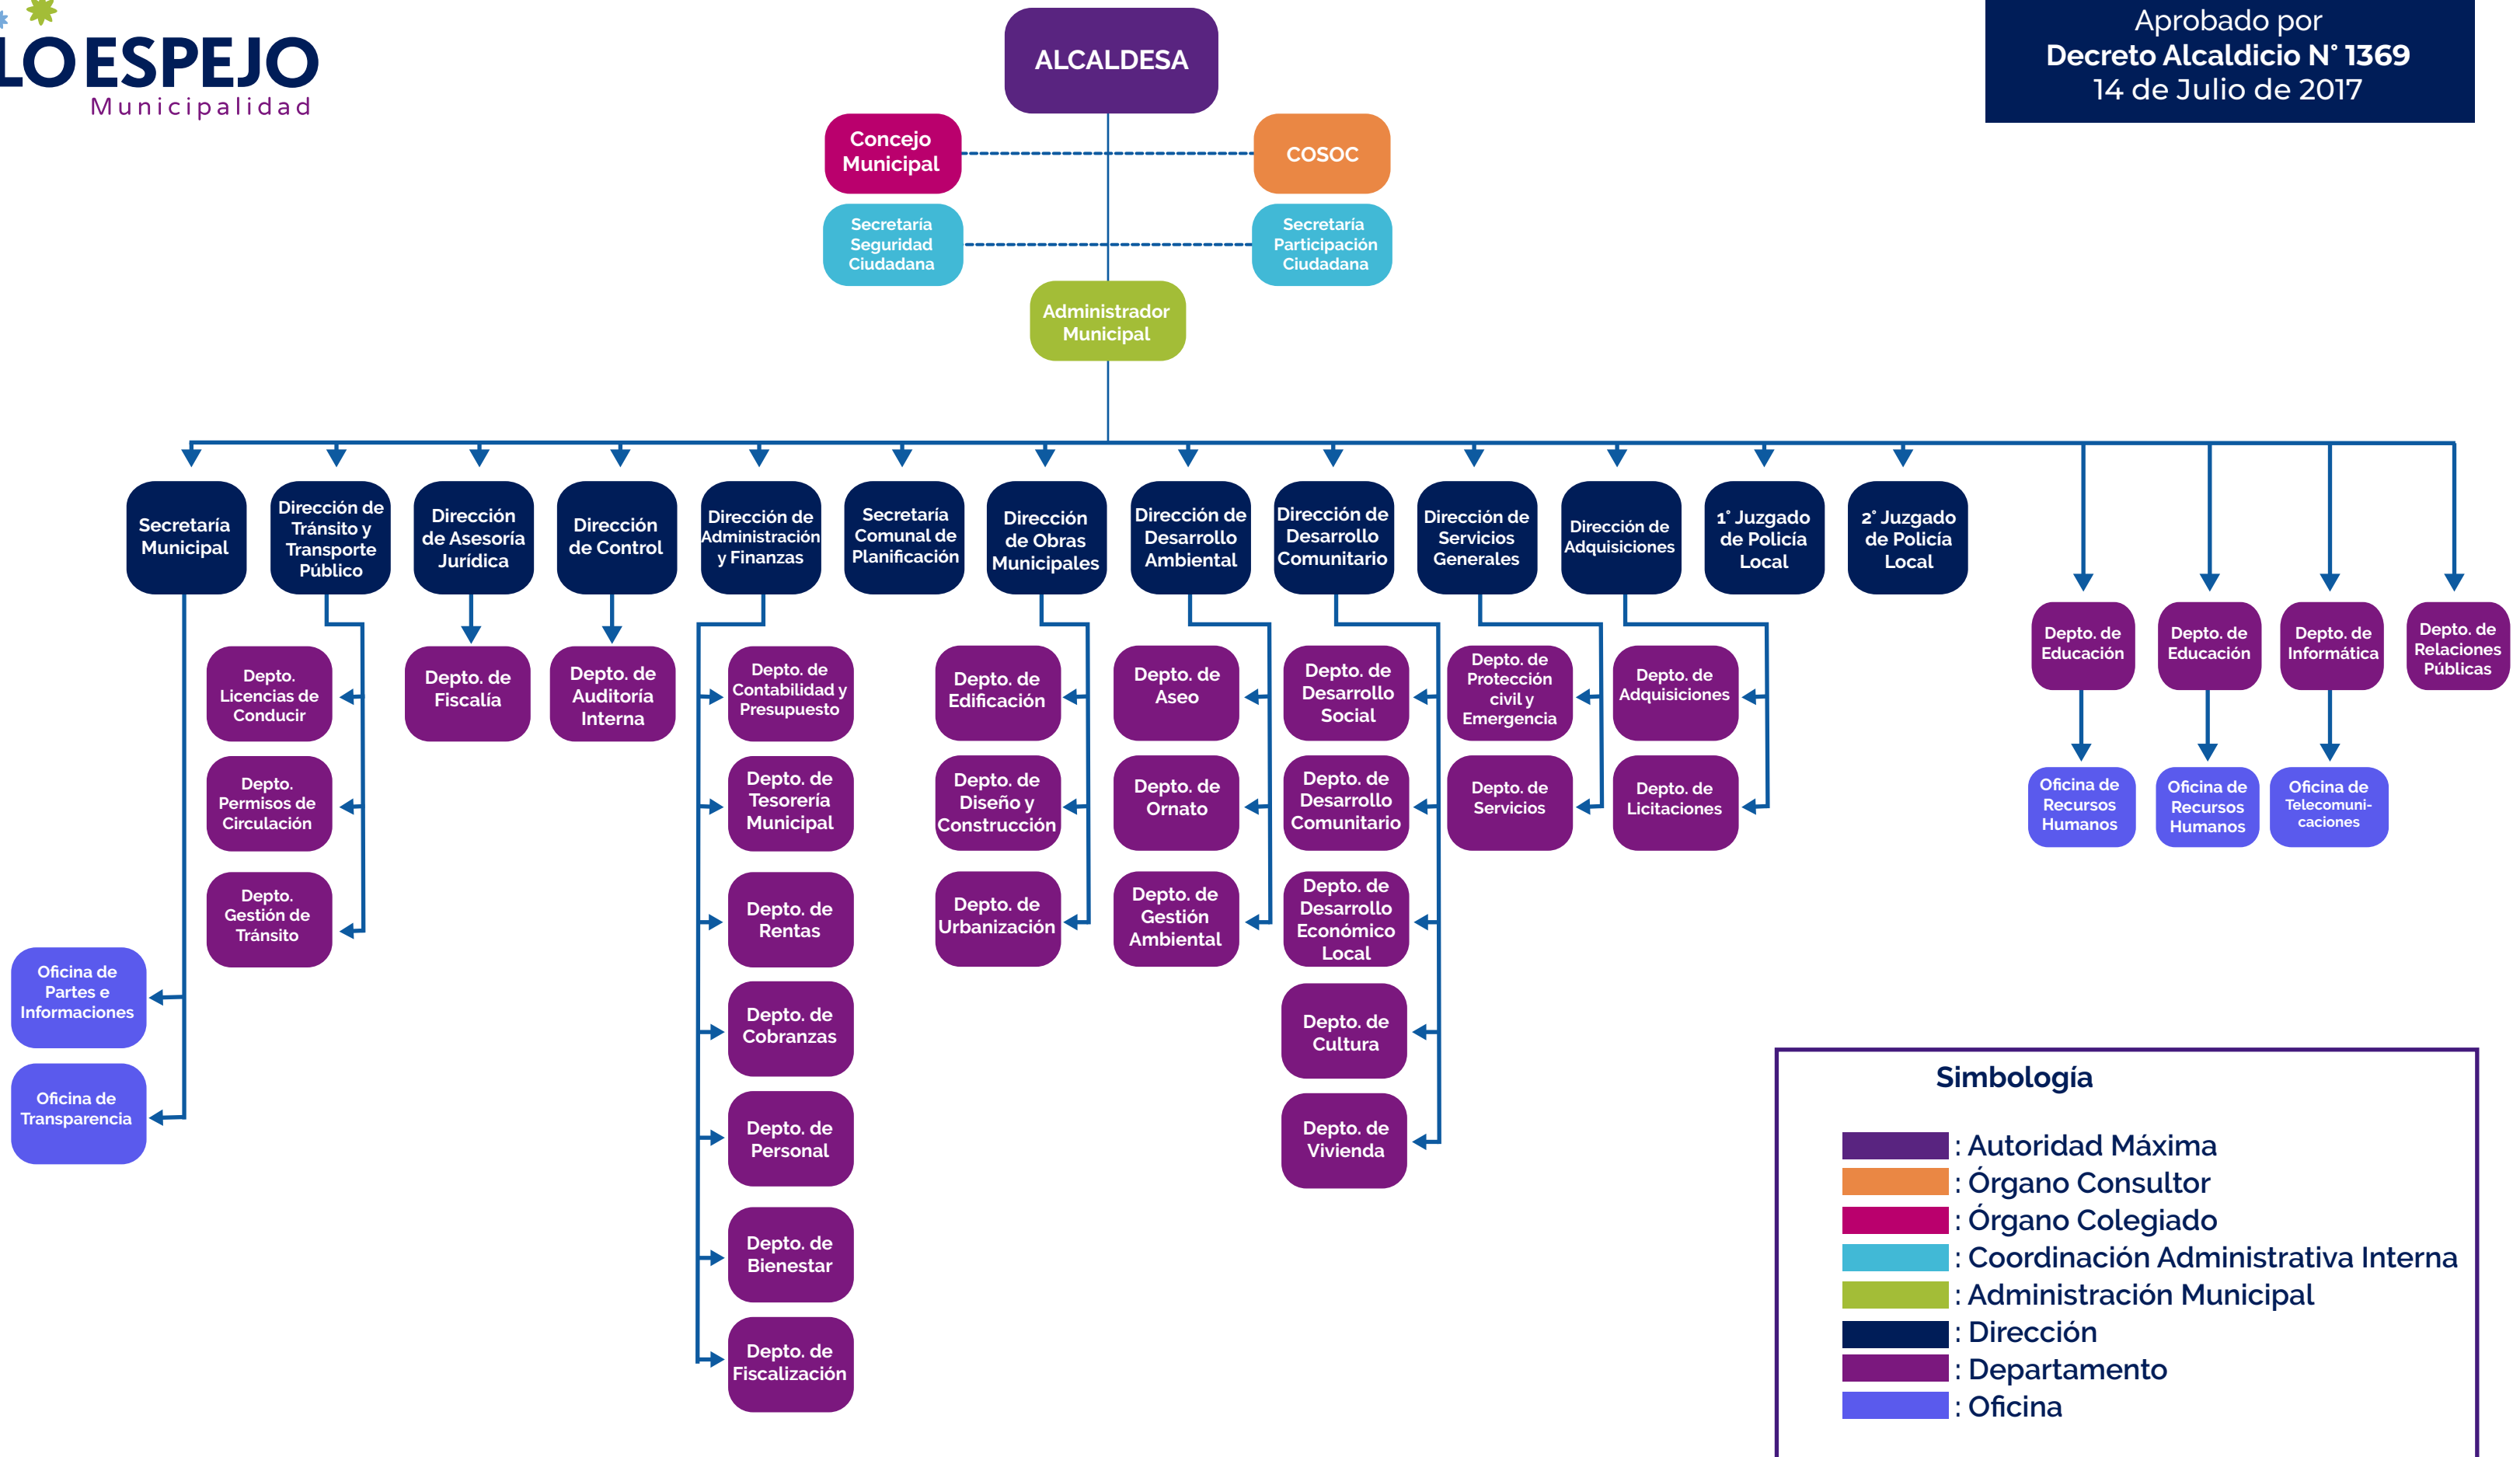 LO ESPEJO
Municipalidad
Aprobado por
Decreto Alcaldicio N° 1369
14 de Julio de 2017
ALCALDESA
Concejo
Municipal
COSOC
Secretaría
Seguridad
Ciudadana
Secretaría
Participación
Ciudadana
Administrador
Municipal
Secretaría
Municipal
Dirección de
Tránsito y
Transporte
Público
Dirección
de Asesoría
Jurídica
Dirección
de Control
Dirección de
Administración
y Finanzas
Secretaría
Comunal de
Planificación
Dirección
de Obras
Municipales
Dirección de
Desarrollo
Ambiental
Dirección de
Desarrollo
Comunitario
Dirección de
Servicios
Generales
Dirección de
Adquisiciones
1° Juzgado
de Policía
Local
2° Juzgado
de Policía
Local
Depto. de
Educación
Depto. de
Educación
Depto. de
Informática
Depto. de
Relaciones
Públicas
Depto.
Licencias de
Conducir
Depto. de
Fiscalía
Depto. de
Auditoría
Interna
Depto. de
Contabilidad y
Presupuesto
Depto. de
Edificación
Depto. de
Aseo
Depto. de
Desarrollo
Social
Depto. de
Protección
civil y
Emergencia
Depto. de
Adquisiciones
Depto.
Permisos de
Circulación
Depto. de
Tesorería
Municipal
Depto. de
Diseño y
Construcción
Depto. de
Ornato
Depto. de
Desarrollo
Comunitario
Depto. de
Servicios
Depto. de
Licitaciones
Oficina de
Recursos
Humanos
Oficina de
Recursos
Humanos
Oficina de
Telecomuni-
caciones
Depto.
Gestión de
Tránsito
Depto. de
Rentas
Depto. de
Urbanización
Depto. de
Gestión
Ambiental
Depto. de
Desarrollo
Económico
Local
Oficina de
Partes e
Informaciones
Depto. de
Cobranzas
Depto. de
Cultura
Oficina de
Transparencia
Depto. de
Personal
Depto. de
Vivienda
Depto. de
Bienestar
Depto. de
Fiscalización
Simbología
: Autoridad Máxima
: Órgano Consultor
: Órgano Colegiado
: Coordinación Administrativa Interna
: Administración Municipal
: Dirección
: Departamento
: Oficina